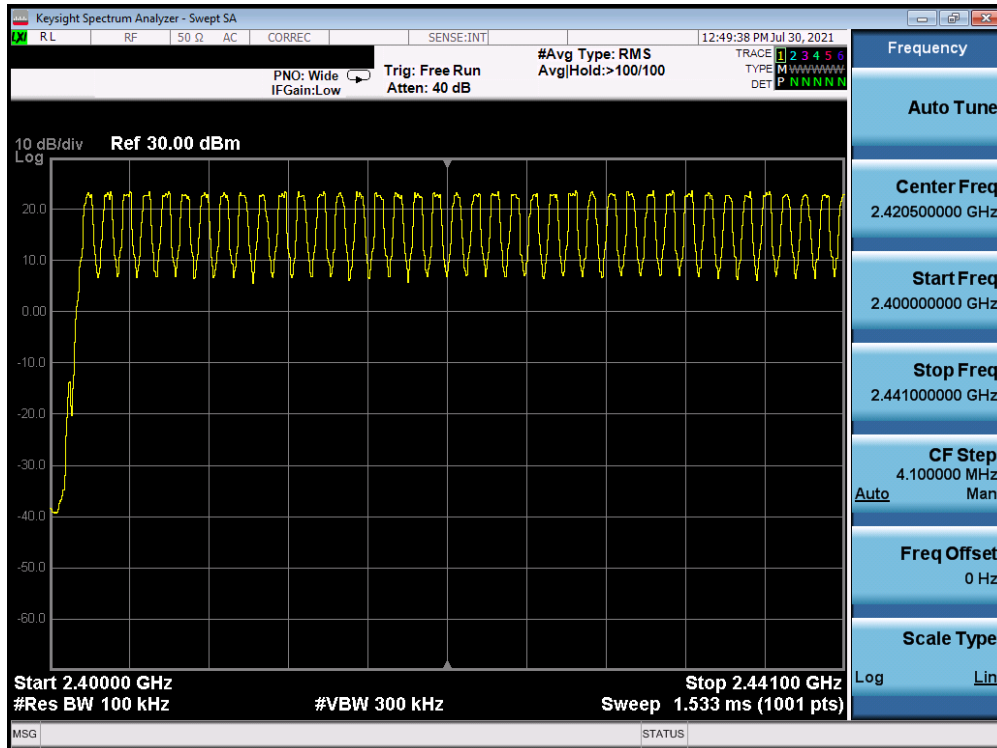 Keysight Spectrum Analyzer - Swept SA
LXI RL RF 50 Ω AC CORREC SENSE:INT 12:49:38 PM Jul 30, 2021
PNO: Wide
IFGain:Low
Trig: Free Run
Atten: 40 dB
#Avg Type: RMS
Avg|Hold:>100/100
TRACE 1 2 3 4 5 6
TYPE M W W W W W
DET P N N N N N
10 dB/div
Log
Ref 30.00 dBm
20.0
10.0
0.00
-10.0
-20.0
-30.0
-40.0
-50.0
-60.0
Start 2.40000 GHz
Stop 2.44100 GHz
#Res BW 100 kHz
#VBW 300 kHz
Sweep 1.533 ms (1001 pts)
MSG
STATUS
Frequency
Auto Tune
Center Freq
2.420500000 GHz
Start Freq
2.400000000 GHz
Stop Freq
2.441000000 GHz
CF Step
4.100000 MHz
Auto Man
Freq Offset
0 Hz
Scale Type
Log Lin